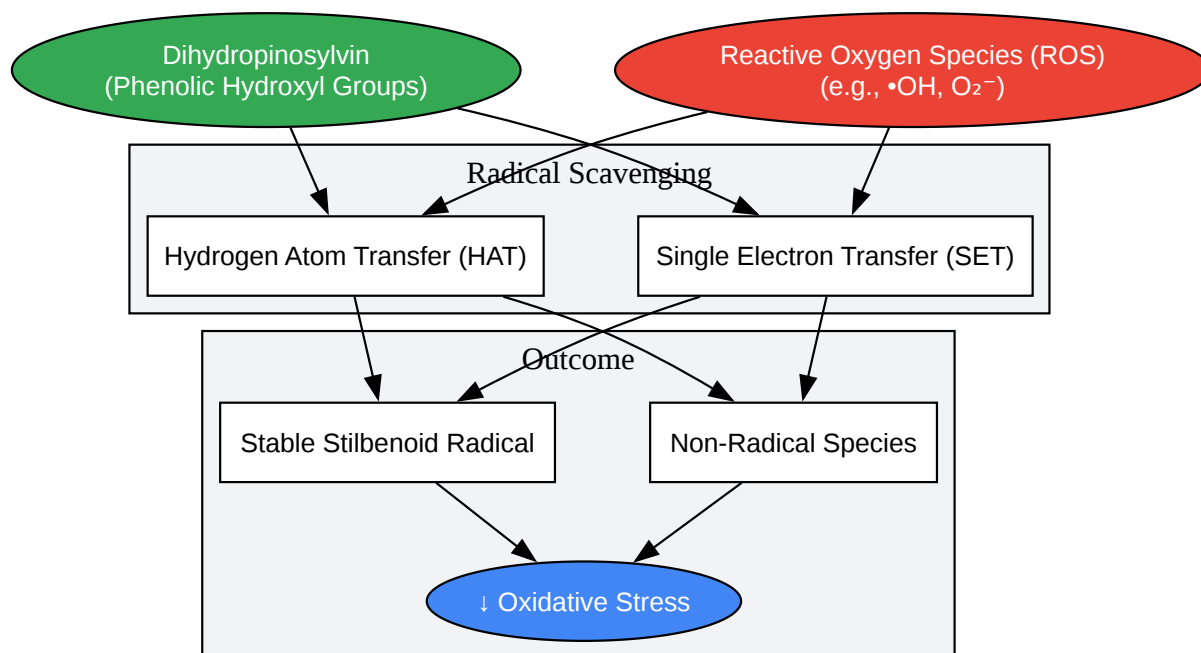 Dihydropinosylvin
(Phenolic Hydroxyl Groups)
Reactive Oxygen Species (ROS)
(e.g., •OH, O₂⁻)
Radical Scavenging
Hydrogen Atom Transfer (HAT)
Single Electron Transfer (SET)
Outcome
Stable Stilbenoid Radical
Non-Radical Species
↓ Oxidative Stress